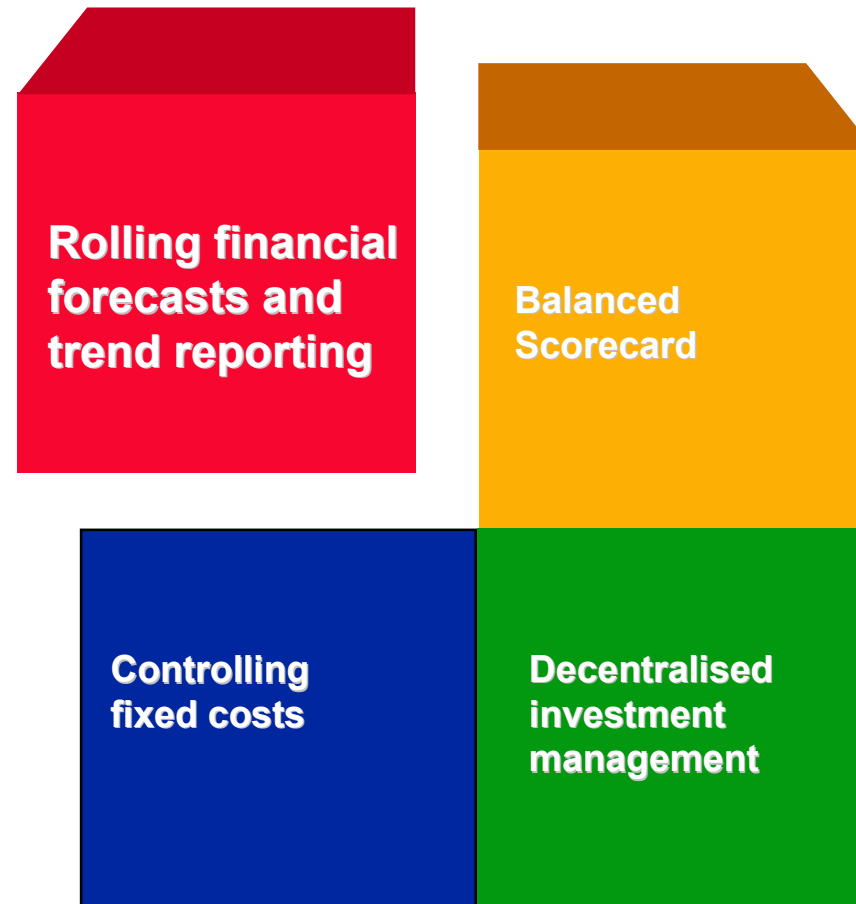 Rolling financial
forecasts and
trend reporting
Balanced
Scorecard
Controlling
fixed costs
Decentralised
investment
management